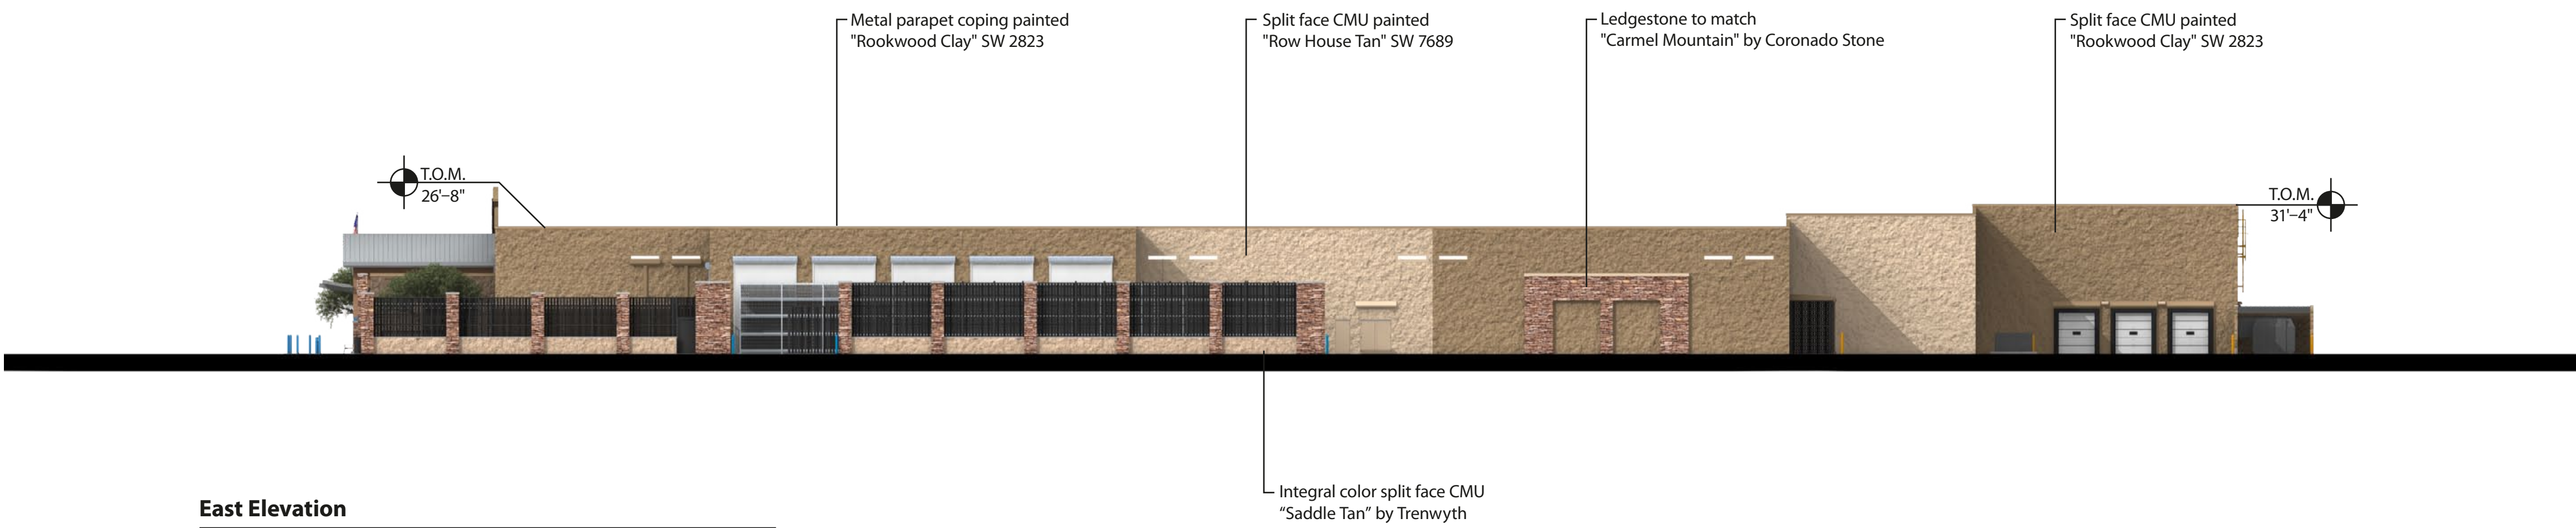 Metal parapet coping painted
"Rookwood Clay" SW 2823
Split face CMU painted
"Row House Tan" SW 7689
Ledgestone to match
"Carmel Mountain" by Coronado Stone
Split face CMU painted
"Rookwood Clay" SW 2823
T.O.M.
26'–8"
T.O.M.
31'–4"
Integral color split face CMU
“Saddle Tan” by Trenwyth
East Elevation